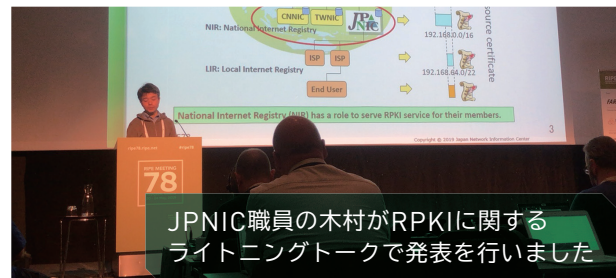 CNNIC TWNIC JPNIC
NIR: National Internet Registry
192.168.0.0/16
source certificate
ISP ISP
LIR: Local Internet Registry
192.168.64.0/22
End User
National Internet Registry (NIR) has a role to serve RPKI service for their members.
3
Copyright © 2019 Japan Network Information Center
RIPE MEETING
78
JPNIC職員の木村がRPKIに関する
ライトニングトークで発表を行いました